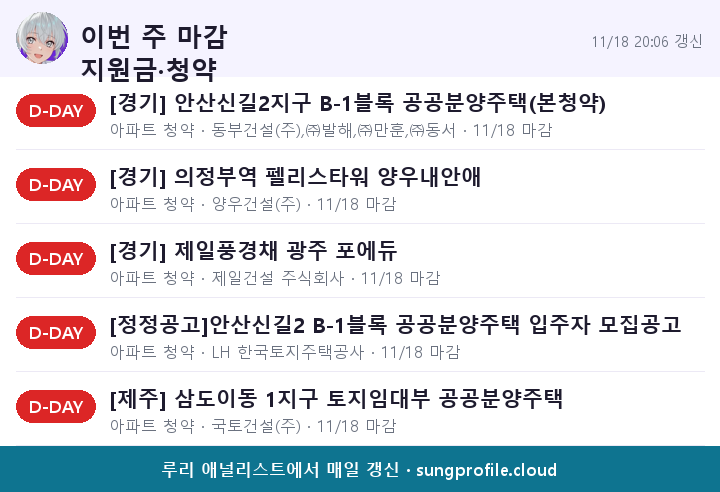 이번 주 마감
지원금·청약
11/18 20:06 갱신
D-DAY
[경기] 안산신길2지구 B-1블록 공공분양주택(본청약)
아파트 청약 · 동부건설(주),㈜발해,㈜만훈,㈜동서 · 11/18 마감
D-DAY
[경기] 의정부역 펠리스타워 양우내안애
아파트 청약 · 양우건설(주) · 11/18 마감
D-DAY
[경기] 제일풍경채 광주 포에듀
아파트 청약 · 제일건설 주식회사 · 11/18 마감
D-DAY
[정정공고]안산신길2 B-1블록 공공분양주택 입주자 모집공고
아파트 청약 · LH 한국토지주택공사 · 11/18 마감
D-DAY
[제주] 삼도이동 1지구 토지임대부 공공분양주택
아파트 청약 · 국토건설(주) · 11/18 마감
루리 애널리스트에서 매일 갱신 · sungprofile.cloud